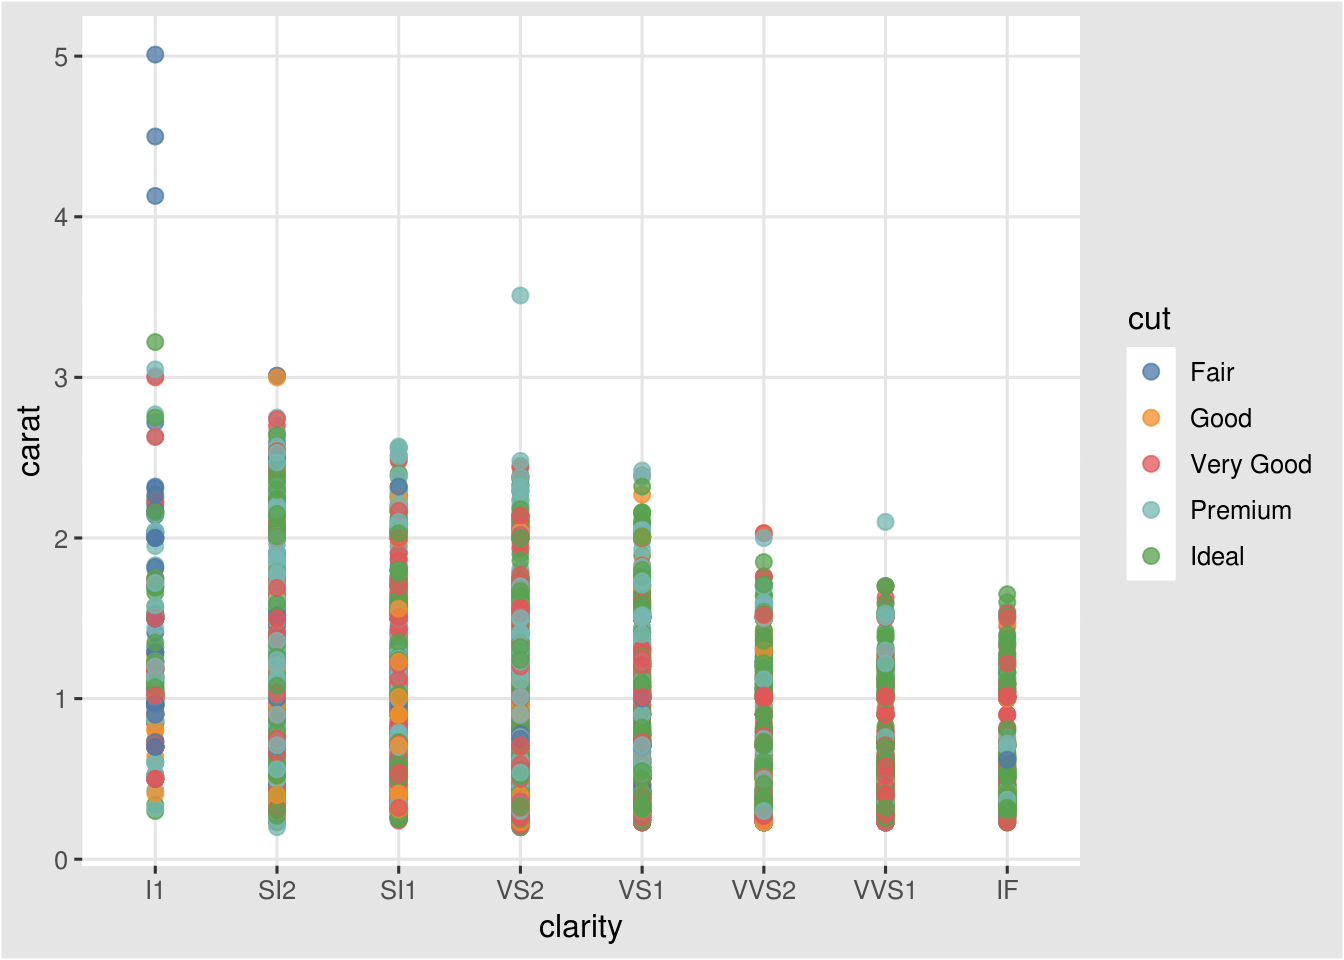 5
4
3
2
1
0
carat
I1 SI2 SI1 VS2 VS1 VVS2 VVS1 IF
clarity
cut
Fair
Good
Very Good
Premium
Ideal